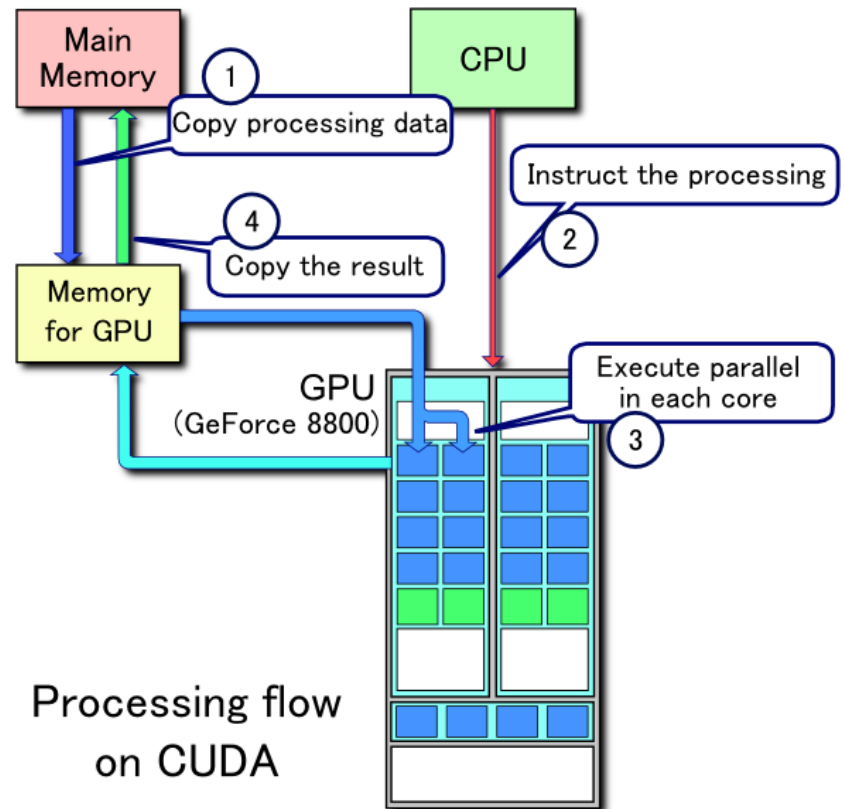 Main
Memory
CPU
1
Copy processing data
Instruct the processing
2
4
Copy the result
Memory
for GPU
GPU
(GeForce 8800)
Execute parallel
in each core
3
Processing flow
on CUDA